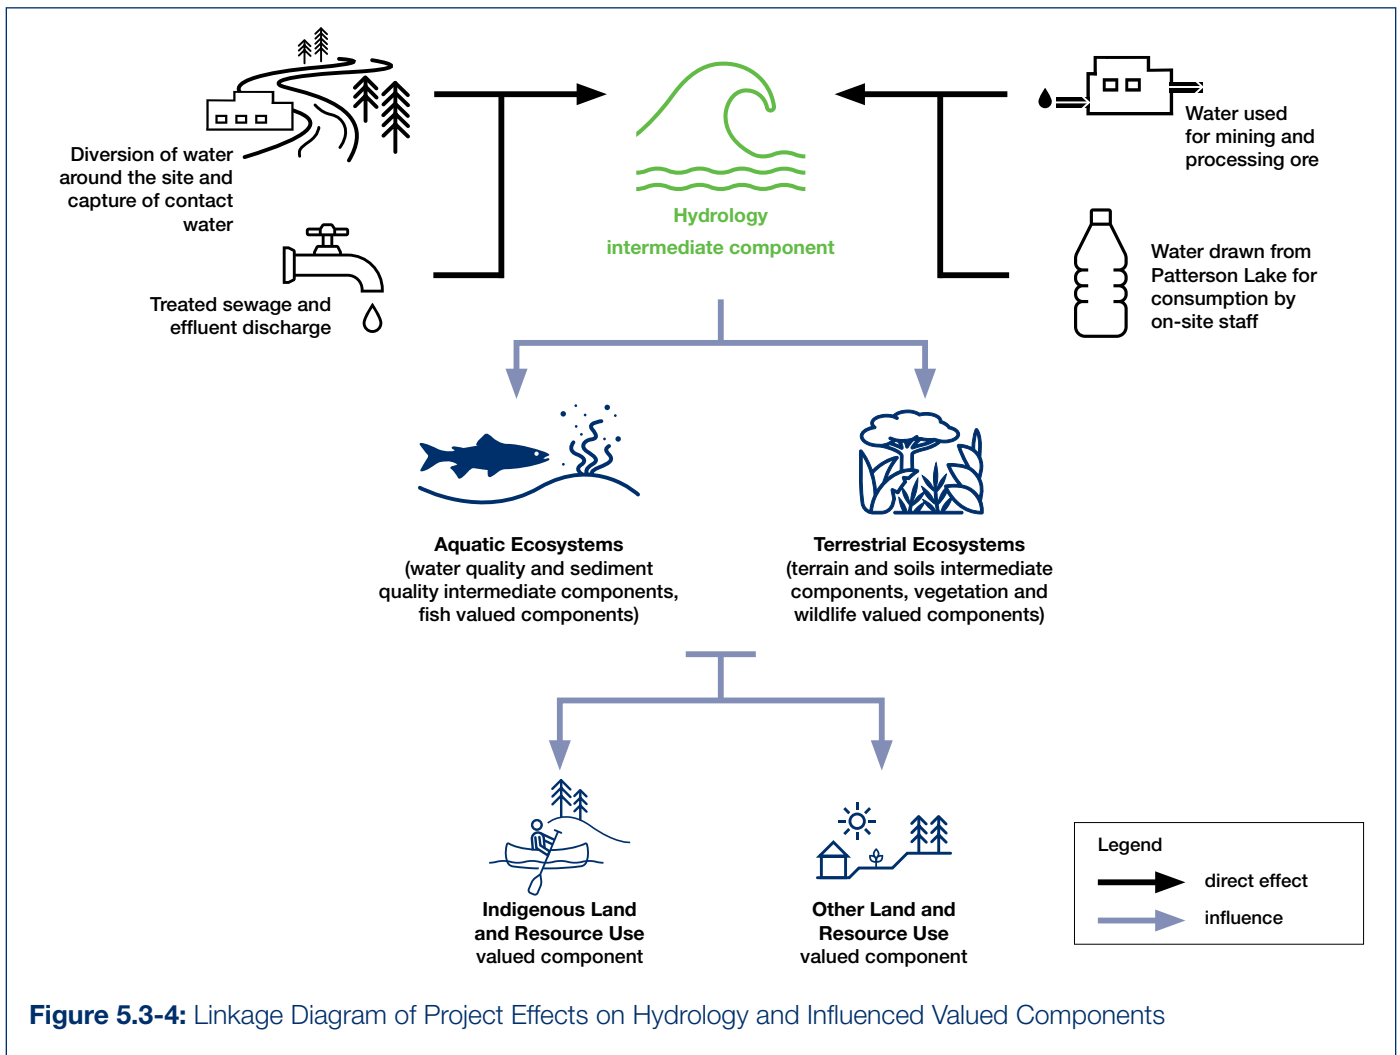 Diversion of water
around the site and
capture of contact
water
Treated sewage and
effluent discharge
Hydrology
intermediate component
Water used
for mining and
processing ore
Water drawn from
Patterson Lake for
consumption by
on-site staff
Aquatic Ecosystems
(water quality and sediment
quality intermediate components,
fish valued components)
Terrestrial Ecosystems
(terrain and soils intermediate
components, vegetation and
wildlife valued components)
Indigenous Land
and Resource Use
valued component
Other Land and
Resource Use
valued component
Legend
direct effect
influence
Figure 5.3-4: Linkage Diagram of Project Effects on Hydrology and Influenced Valued Components